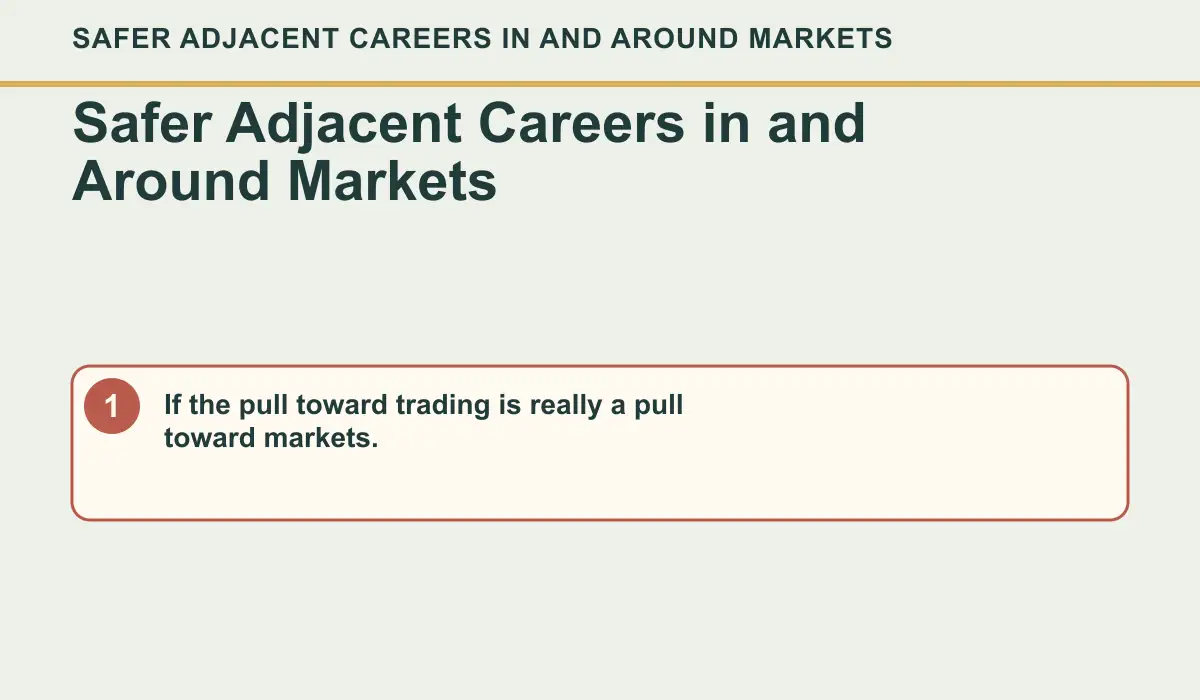 SAFER ADJACENT CAREERS IN AND AROUND MARKETS
Safer Adjacent Careers in and
Around Markets
1
If the pull toward trading is really a pull
toward markets.